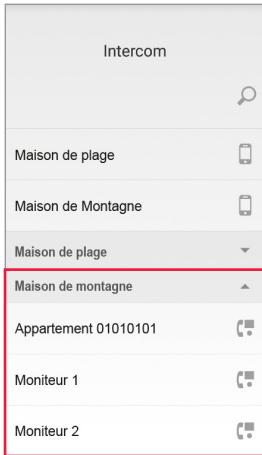 Intercom
Maison de plage
Maison de Montagne
Maison de plage
Maison de montagne
Appartement 01010101
Moniteur 1
Moniteur 2